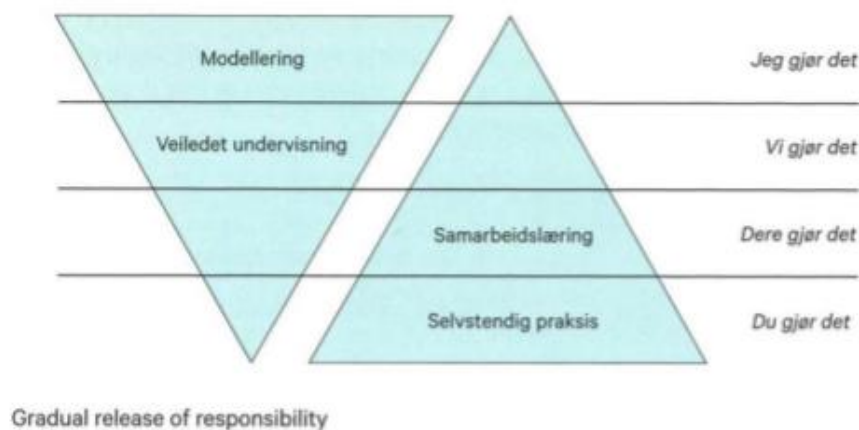 Modellering
Jeg gjør det
Veiledet undervisning
Vi gjør det
Samarbeidslæring
Dere gjør det
Selvstendig praksis
Du gjør det
Gradual release of responsibility